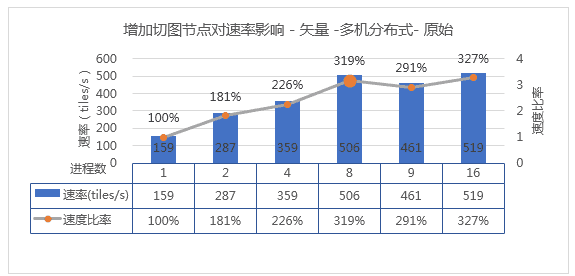 增加切图节点对速率影响 - 矢量 -多机分布式- 原始
600 4
500
400 3
300 2
200
100 1
0 0
速率（tiles/s）
速度比率
100% 181% 226% 319% 291% 327%
159 287 359 506 461 519
进程数 1 2 4 8 9 16
速率(tiles/s) 159 287 359 506 461 519
速度比率 100% 181% 226% 319% 291% 327%